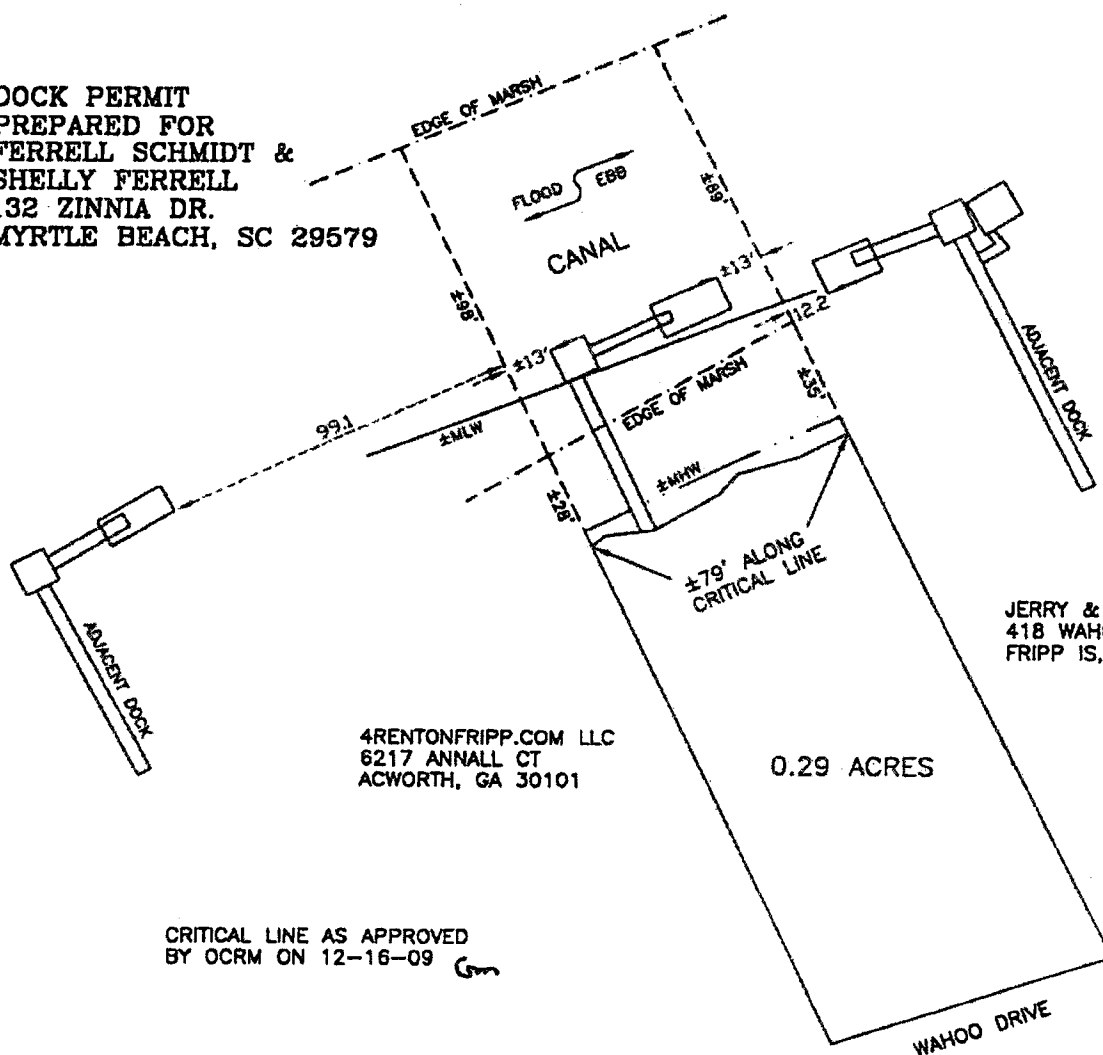 DOCK PERMIT
PREPARED FOR
FERRELL SCHMIDT &
SHELLY FERRELL
132 ZINNIA DR.
MYRTLE BEACH, SC 29579
EDGE OF MARSH
FLOOD EBB
CANAL
±89'
±98'
±13'
±13'
12.2
99.1
±MLW
EDGE OF MARSH
±35'
ADJACENT DOCK
±MHW
±28'
±79' ALONG
CRITICAL LINE
ADJACENT DOCK
JERRY &
418 WAH
FRIPP IS,
4RENTONFRIPP.COM LLC
6217 ANNALL CT
ACWORTH, GA 30101
0.29 ACRES
CRITICAL LINE AS APPROVED
BY OCRM ON 12-16-09
WAHOO DRIVE